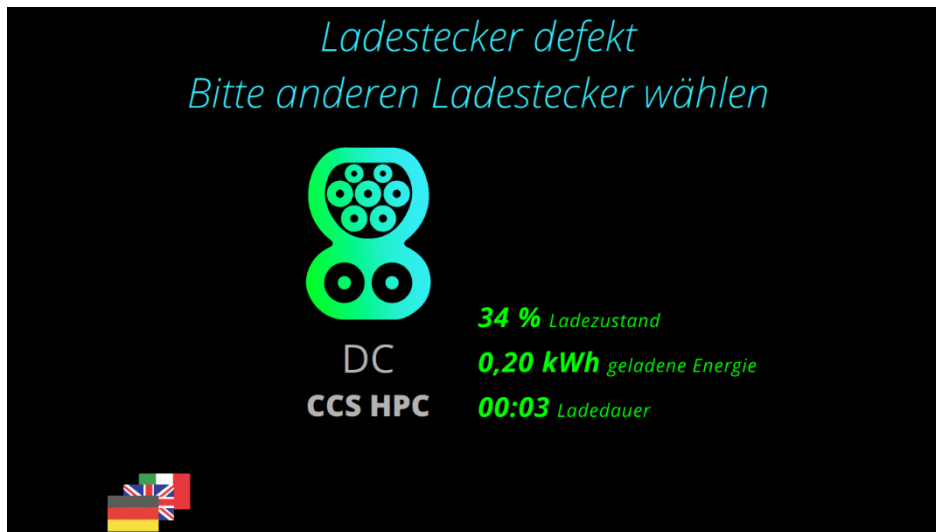 Ladestecker defekt
Bitte anderen Ladestecker wählen
34 % Ladezustand
DC
0,20 kWh geladene Energie
CCS HPC
00:03 Ladedauer